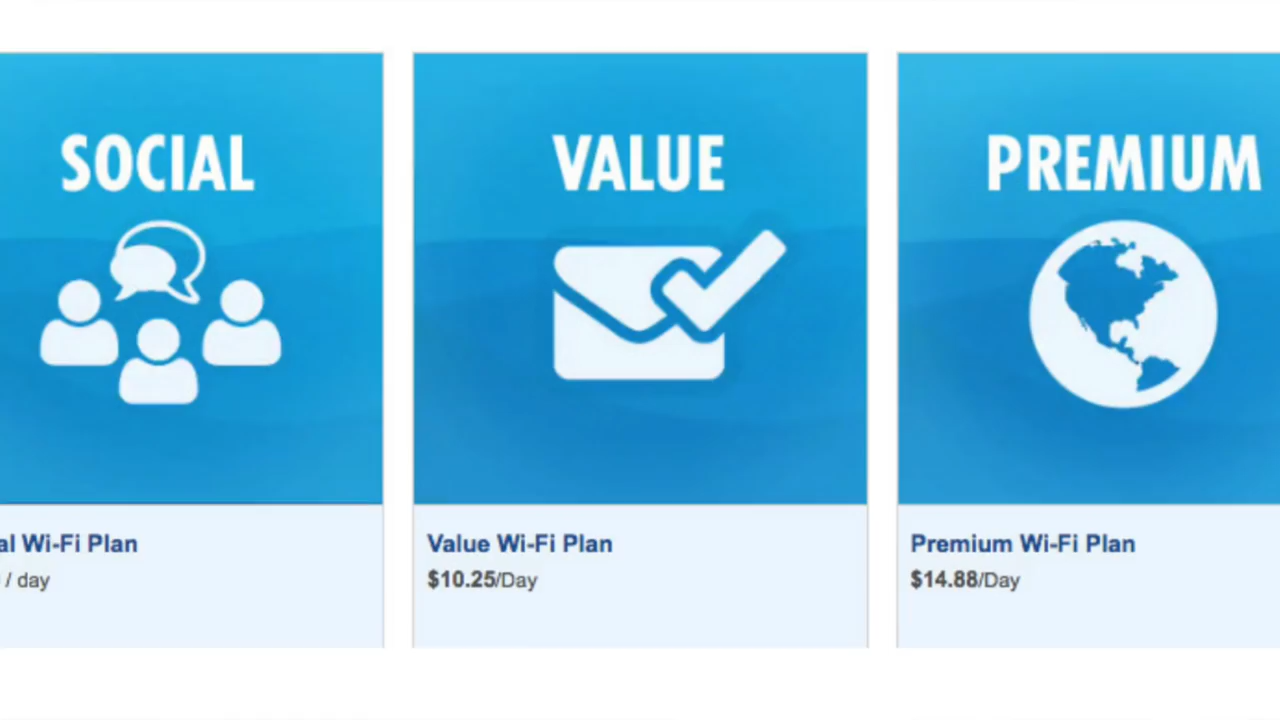 SOCIAL
VALUE
PREMIUM
Wi-Fi Plan
/ day
Value Wi-Fi Plan
$10.25/Day
Premium Wi-Fi Plan
$14.88/Day